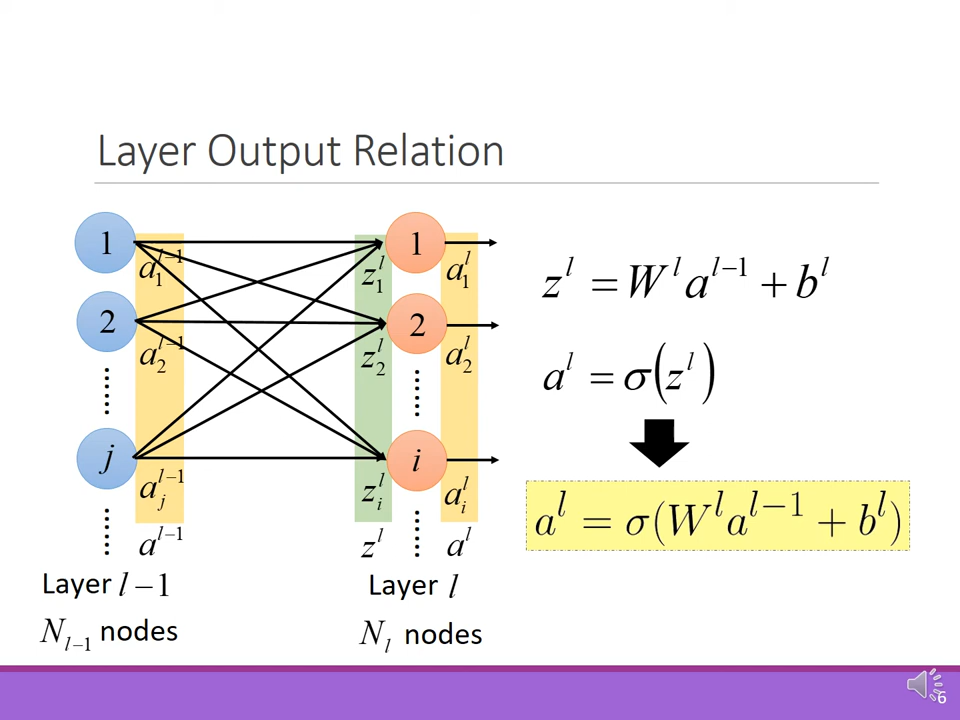 Layer Output Relation
1
2
j
a_1^{l-1}
a_2^{l-1}
a_j^{l-1}
a^{l-1}
Layer l-1
N_{l-1} nodes
z_1^l
z_2^l
z_i^l
z^l
1
2
i
a_1^l
a_2^l
a_i^l
a^l
Layer l
N_l nodes
z^l = W^l a^{l-1} + b^l
a^l = σ(z^l)
a^l = σ(W^l a^{l-1} + b^l)
6